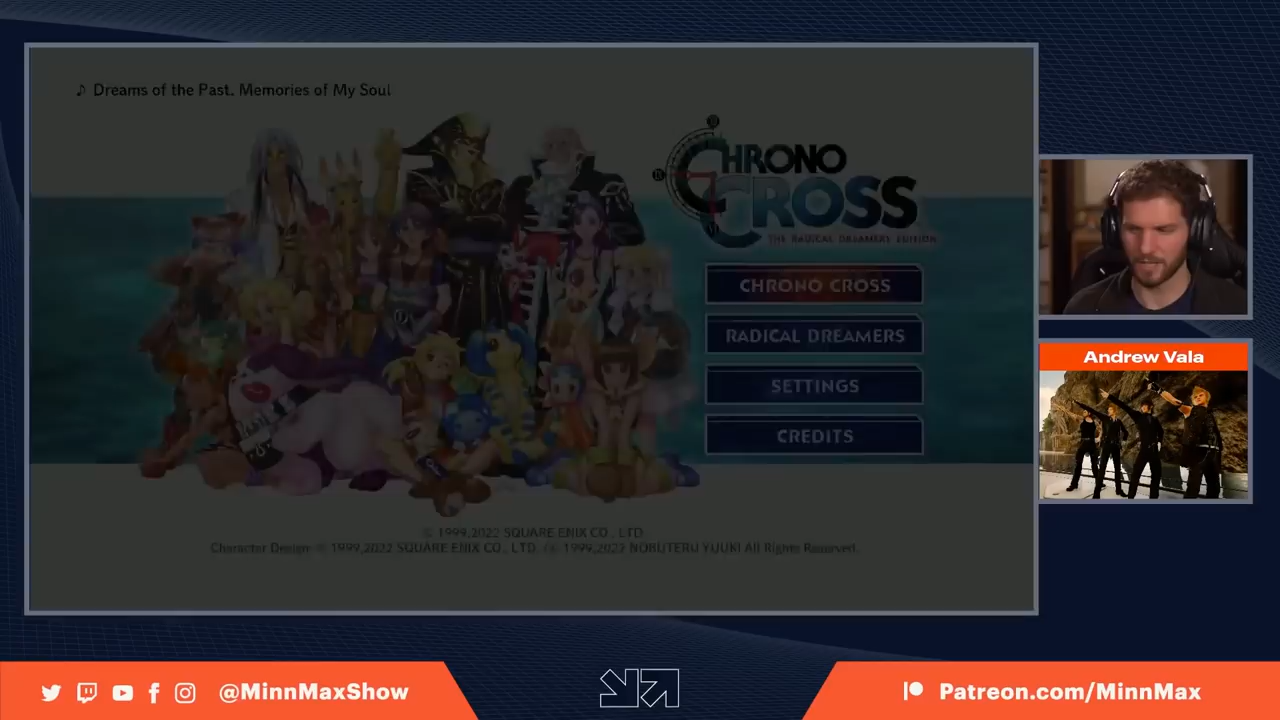 ♪ Dreams of the Past, Memories of My Soul
CHRONO
CROSS
THE RADICAL DREAMERS EDITION
CHRONO CROSS
RADICAL DREAMERS
SETTINGS
CREDITS
© 1999,2022 SQUARE ENIX CO., LTD.
Character Design: © 1999,2022 SQUARE ENIX CO., LTD. © 1999,2022 NOBUTERU YUUKI All Rights Reserved.
Andrew Vala
@MinnMaxShow
Patreon.com/MinnMax